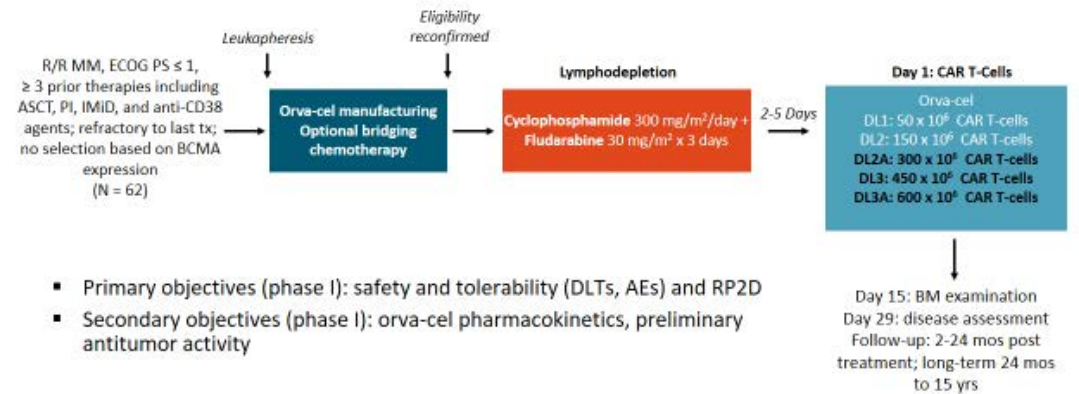 Leukapheresis
Eligibility
reconfirmed
R/R MM, ECOG PS ≤ 1,
≥ 3 prior therapies including
ASCT, PI, IMiD, and anti-CD38
agents; refractory to last tx;
no selection based on BCMA
expression
(N = 62)
Orva-cel manufacturing
Optional bridging
chemotherapy
Lymphodepletion
Cyclophosphamide 300 mg/m²/day +
Fludarabine 30 mg/m² x 3 days
2-5 Days
Day 1: CAR T-Cells
Orva-cel
DL1: 50 x 10⁶ CAR T-cells
DL2: 150 x 10⁶ CAR T-cells
DL2A: 300 x 10⁶ CAR T-cells
DL3: 450 x 10⁶ CAR T-cells
DL3A: 600 x 10⁶ CAR T-cells
▪ Primary objectives (phase I): safety and tolerability (DLTs, AEs) and RP2D
▪ Secondary objectives (phase I): orva-cel pharmacokinetics, preliminary
antitumor activity
Day 15: BM examination
Day 29: disease assessment
Follow-up: 2-24 mos post
treatment; long-term 24 mos
to 15 yrs